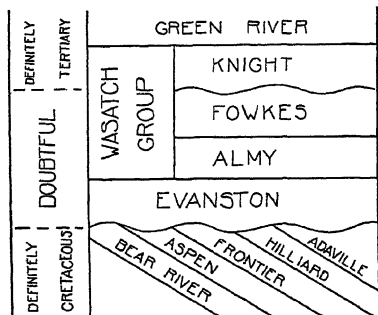 DEFINITELY
TERTIARY
DOUBTFUL
DEFINITELY
CRETACEOUS
GREEN RIVER
WASATCH
GROUP
KNIGHT
FOWKES
ALMY
EVANSTON
BEAR RIVER
ASPEN
FRONTIER
HILLIARD
ADAVILLE